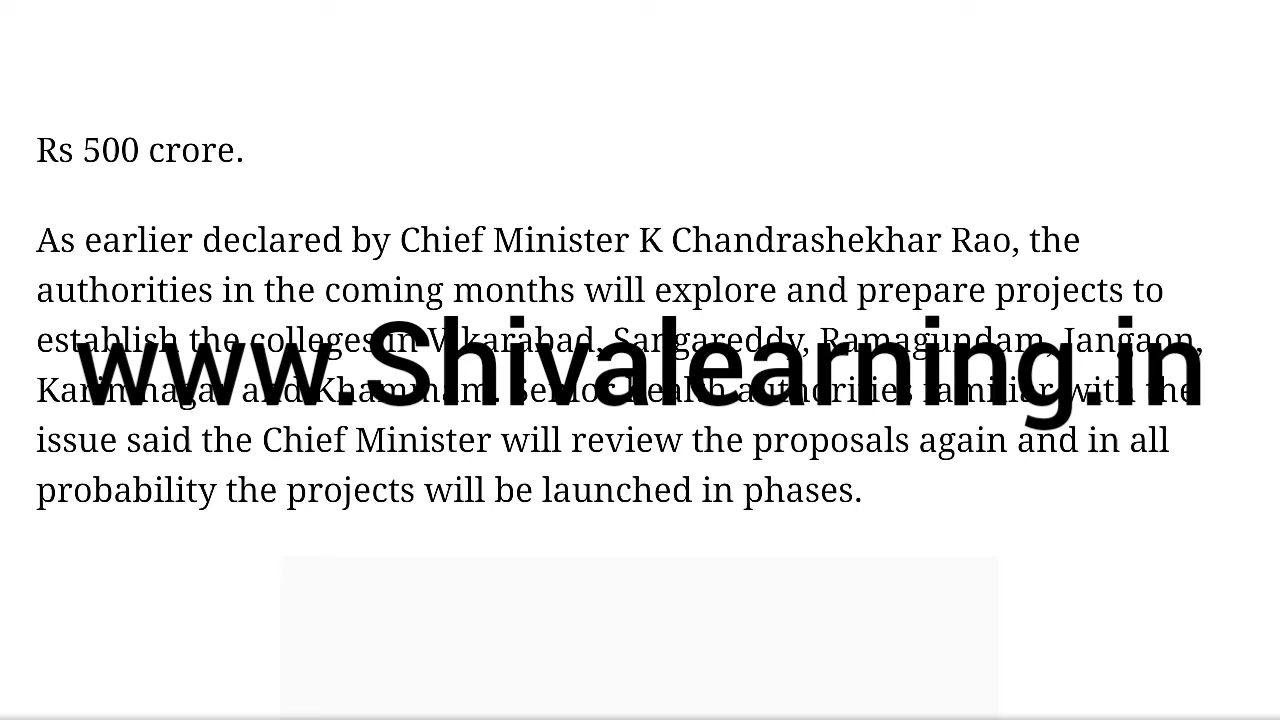 Rs 500 crore.
As earlier declared by Chief Minister K Chandrashekhar Rao, the
authorities in the coming months will explore and prepare projects to
establish the colleges in Vikarabad, Sangareddy, Ramagundam, Jangaon,
Karimnagar and Khammam. Senior health authorities familiar with the
www.Shivalearning.in
issue said the Chief Minister will review the proposals again and in all
probability the projects will be launched in phases.